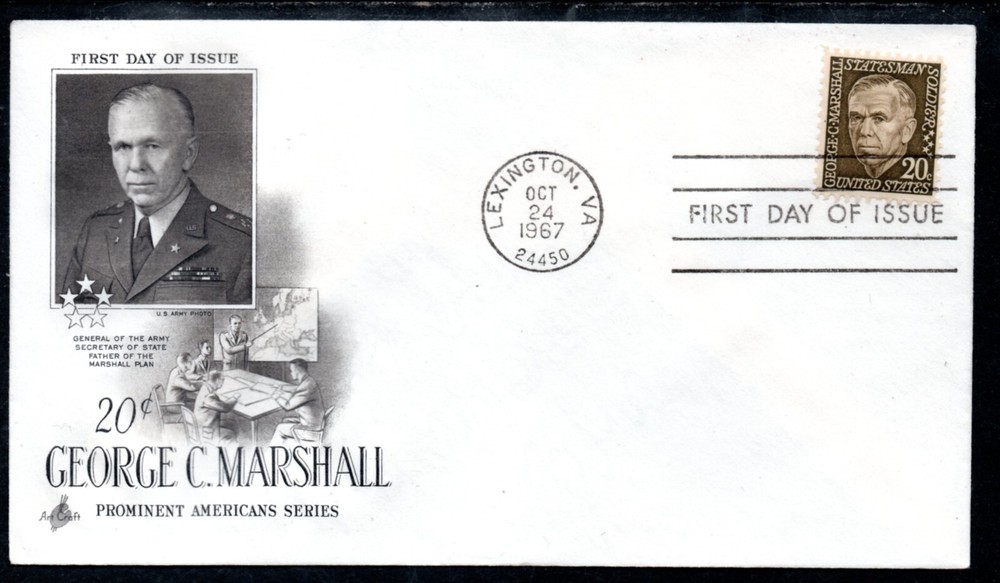 FIRST DAY OF ISSUE
U.S. ARMY PHOTO
GENERAL OF THE ARMY
SECRETARY OF STATE
FATHER OF THE
MARSHALL PLAN
20¢
GEORGE C. MARSHALL
Art Craft
PROMINENT AMERICANS SERIES
LEXINGTON. VA
OCT
24
1967
24450
GEORGE·C·MARSHALL
STATESMAN
SOLDIER
20c
UNITED STATES
FIRST DAY OF ISSUE